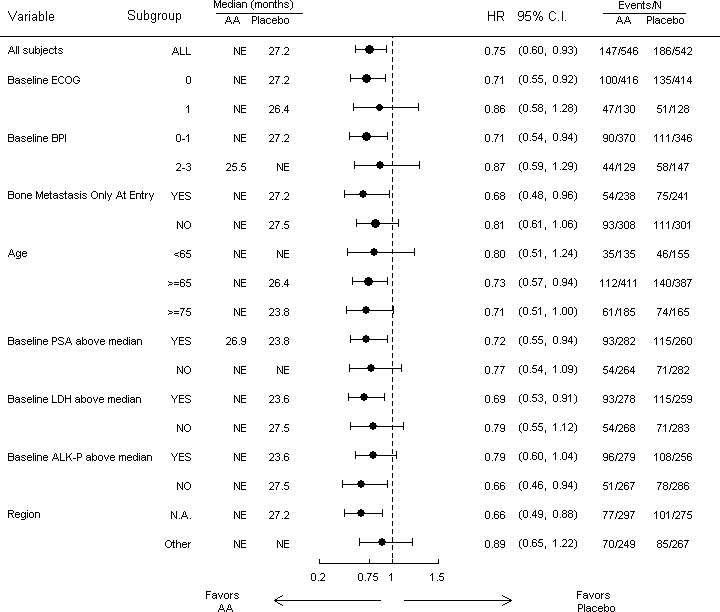 Median (months) Events/N
Variable Subgroup AA Placebo HR 95% C.I. AA Placebo
All subjects ALL NE 27.2 0.75 (0.60, 0.93) 147/546 186/542
Baseline ECOG 0 NE 27.2 0.71 (0.55, 0.92) 100/416 135/414
1 NE 26.4 0.86 (0.58, 1.28) 47/130 51/128
Baseline BPI 0-1 NE 27.2 0.71 (0.54, 0.94) 90/370 111/346
2-3 25.5 NE 0.87 (0.59, 1.29) 44/129 58/147
Bone Metastasis Only At Entry YES NE 27.2 0.68 (0.48, 0.96) 54/238 75/241
NO NE 27.5 0.81 (0.61, 1.06) 93/308 111/301
Age <65 NE NE 0.80 (0.51, 1.24) 35/135 46/155
>=65 NE 26.4 0.73 (0.57, 0.94) 112/411 140/387
>=75 NE 23.8 0.71 (0.51, 1.00) 61/185 74/165
Baseline PSA above median YES 26.9 23.8 0.72 (0.55, 0.94) 93/282 115/260
NO NE NE 0.77 (0.54, 1.09) 54/264 71/282
Baseline LDH above median YES NE 23.6 0.69 (0.53, 0.91) 93/278 115/259
NO NE 27.5 0.79 (0.55, 1.12) 54/268 71/283
Baseline ALK-P above median YES NE 23.6 0.79 (0.60, 1.04) 96/279 108/256
NO NE 27.5 0.66 (0.46, 0.94) 51/267 78/286
Region N.A. NE 27.2 0.66 (0.49, 0.88) 77/297 101/275
Other NE NE 0.89 (0.65, 1.22) 70/249 85/267
0.2 0.75 1 1.5
Favors Favors
AA Placebo